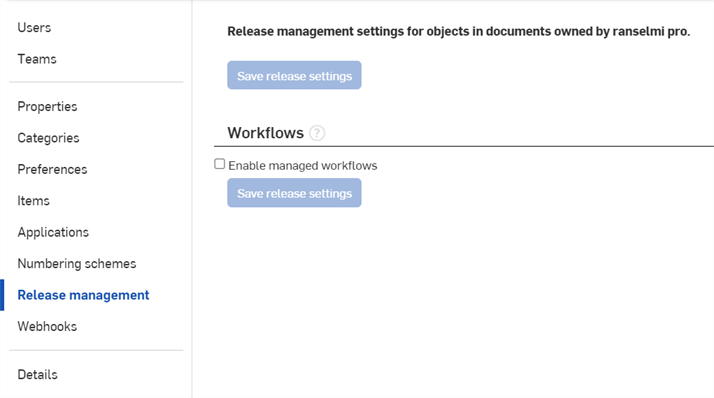 Users
Teams
Properties
Categories
Preferences
Items
Applications
Numbering schemes
Release management
Webhooks
Details
Release management settings for objects in documents owned by ranselmi pro.
Save release settings
Workflows ?
Enable managed workflows
Save release settings